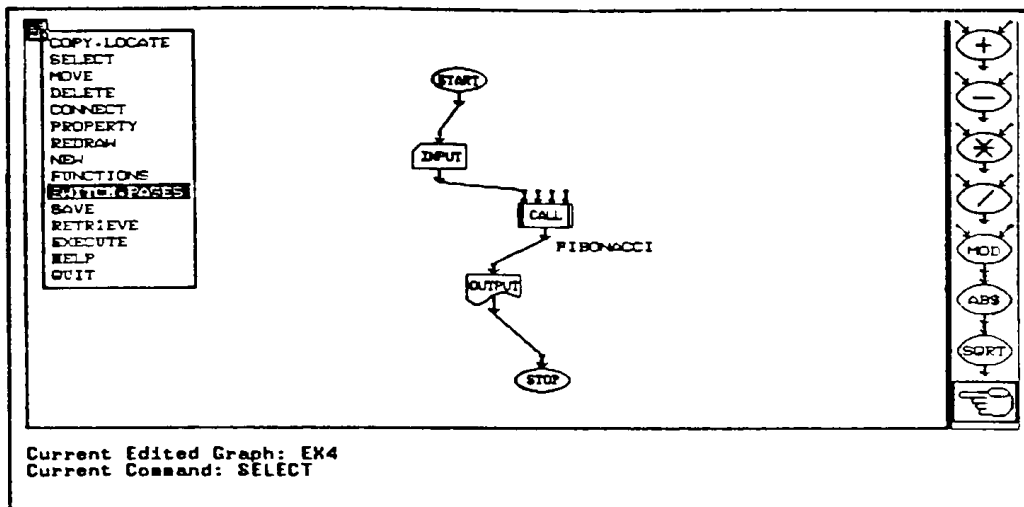 COPY.LOCATE
SELECT
MOVE
DELETE
CONNECT
PROPERTY
REDRAW
NEW
FUNCTIONS
SWITCH.PAGES
SAVE
RETRIEVE
EXECUTE
HELP
QUIT
START
INPUT
CALL
FIBONACCI
OUTPUT
STOP
+
−
*
/
MOD
ABS
SQRT
Current Edited Graph: EX4
Current Command: SELECT